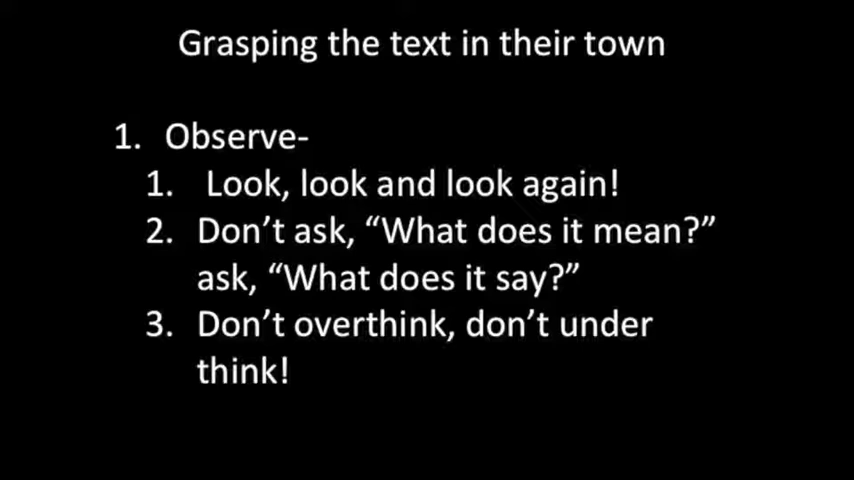 Grasping the text in their town
1. Observe-
1. Look, look and look again!
2. Don’t ask, “What does it mean?”
ask, “What does it say?”
3. Don’t overthink, don’t under
think!